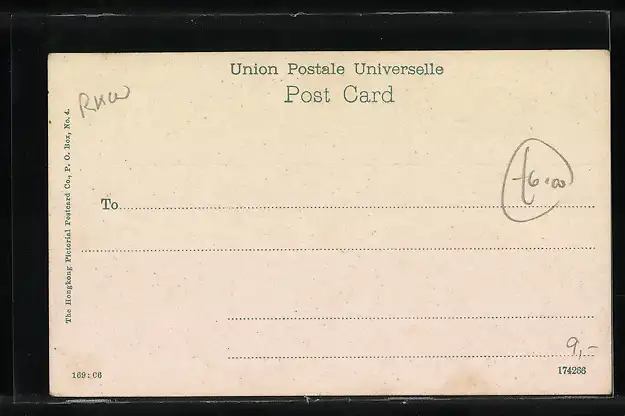 Union Postale Universelle
Post Card
The Hongkong Pictorial Postcard Co., P. O. Box, No. 4.
To
£6.00
9,-
169:06
174266